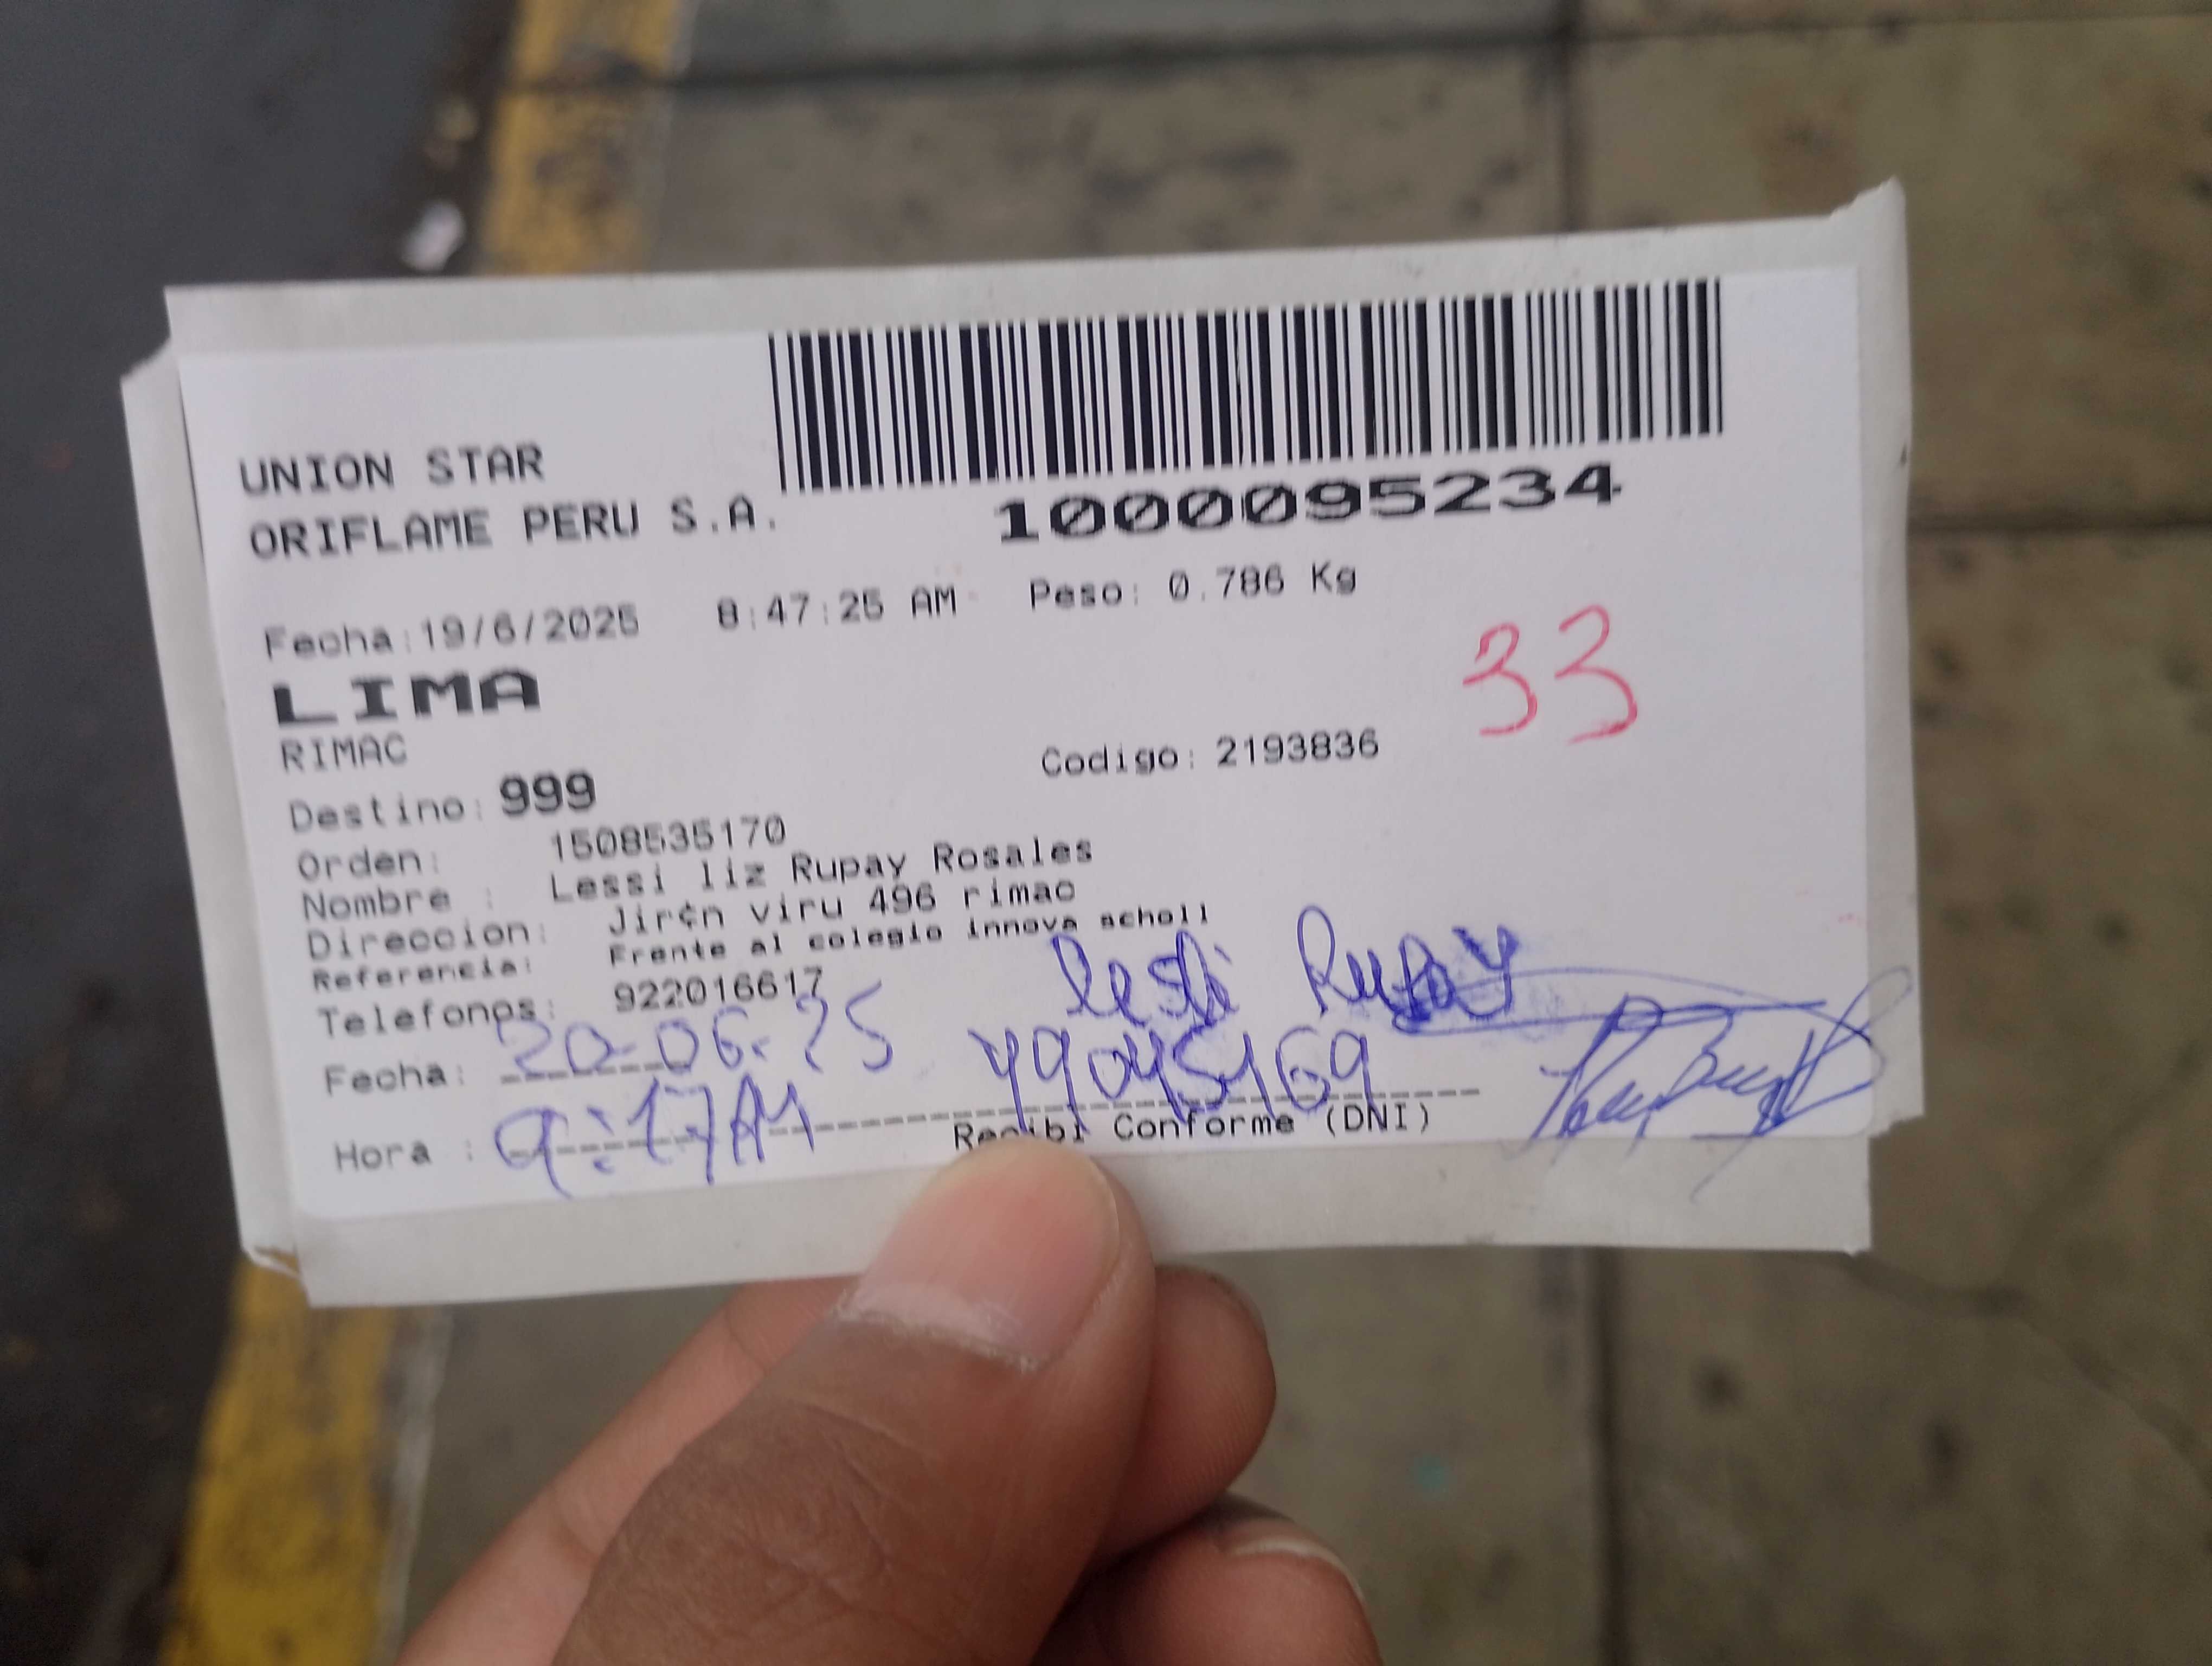 UNION STAR
ORIFLAME PERU S.A.
1000095234
Fecha:19/6/2025 8:47:25 AM Peso: 0.786 Kg
33
LIMA
RIMAC
Codigo: 2193836
Destino: 999
Orden: 1508535170
Nombre : Lessi liz Rupay Rosales
Direccion: Jir¢n viru 496 rimac
Referencia: Frente al colegio innova scholl
Telefonos: 922016617
lesli Rupay
Fecha: 20-06-25
Hora : 9:17AM
Recibi Conforme (DNI)